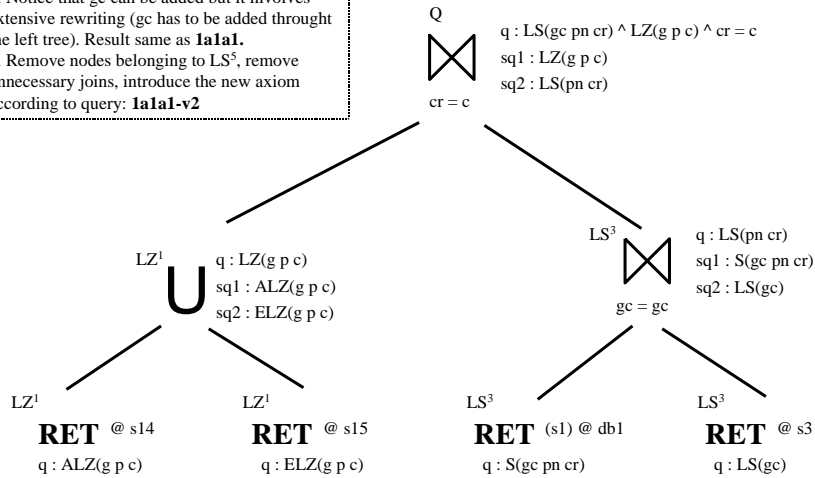 . Notice that gc can be added but it involves
xtensive rewriting (gc has to be added throught
he left tree). Result same as 1a1a1.
. Remove nodes belonging to LS⁵, remove
nnecessary joins, introduce the new axiom
ccording to query: 1a1a1-v2
Q
q : LS(gc pn cr) ^ LZ(g p c) ^ cr = c
sq1 : LZ(g p c)
sq2 : LS(pn cr)
cr = c
LZ¹
q : LZ(g p c)
sq1 : ALZ(g p c)
sq2 : ELZ(g p c)
LS³
q : LS(pn cr)
sq1 : S(gc pn cr)
sq2 : LS(gc)
gc = gc
LZ¹
RET @ s14
q : ALZ(g p c)
LZ¹
RET @ s15
q : ELZ(g p c)
LS³
RET (s1) @ db1
q : S(gc pn cr)
LS³
RET @ s3
q : LS(gc)